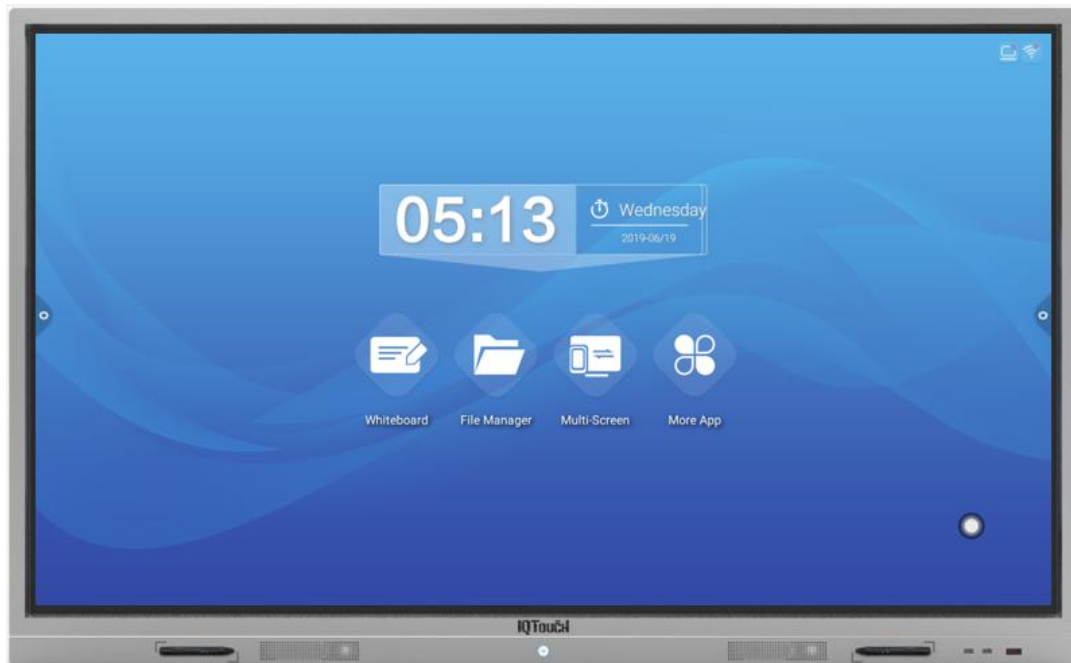 05:13
Wednesday
2019-06/19
Whiteboard
File Manager
Multi-Screen
More App
IQTouch